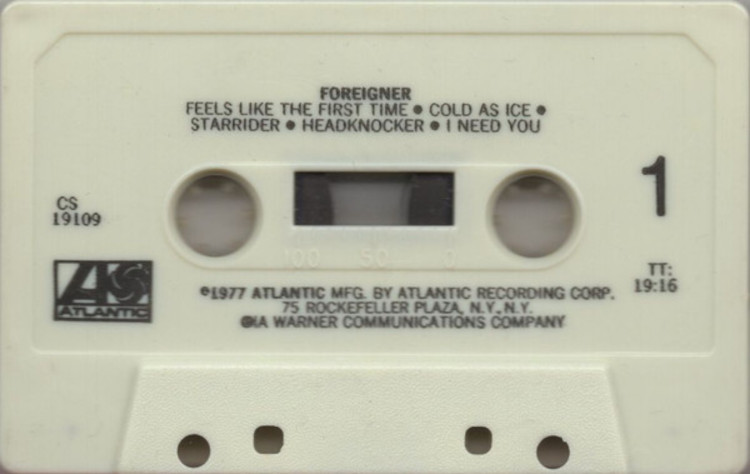 FOREIGNER
FEELS LIKE THE FIRST TIME • COLD AS ICE •
STARRIDER • HEADKNOCKER • I NEED YOU
1
CS
19109
100 50 0
ATLANTIC
TT:
19:16
℗1977 ATLANTIC MFG. BY ATLANTIC RECORDING CORP.
75 ROCKEFELLER PLAZA, N.Y., N.Y.
A WARNER COMMUNICATIONS COMPANY